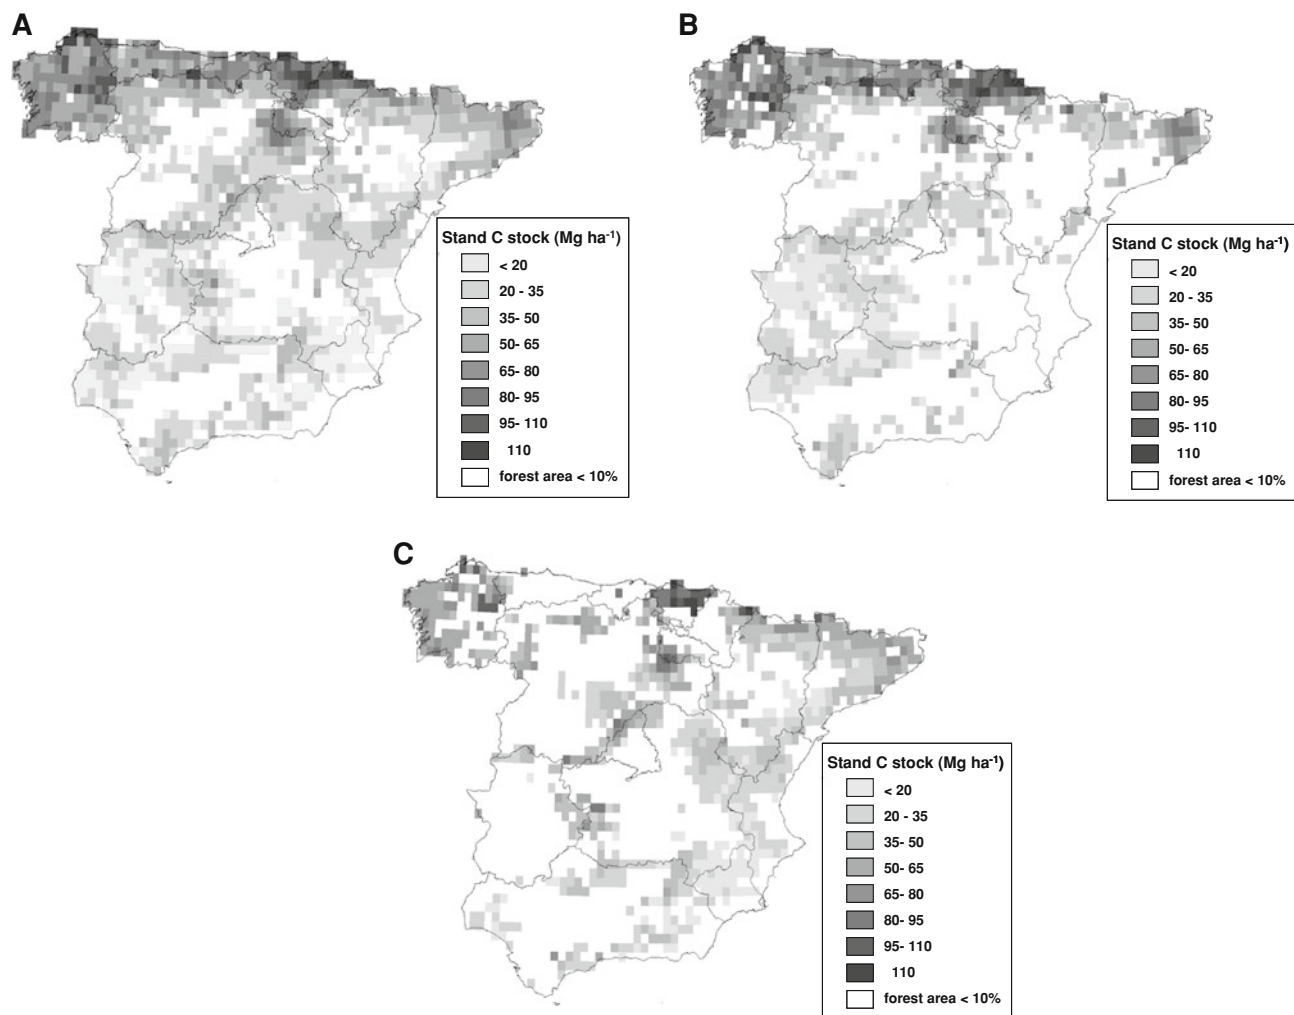 A
Stand C stock (Mg ha⁻¹)
< 20
20 - 35
35- 50
50- 65
65- 80
80- 95
95- 110
110
forest area < 10%
B
Stand C stock (Mg ha⁻¹)
< 20
20 - 35
35- 50
50- 65
65- 80
80- 95
95- 110
110
forest area < 10%
C
Stand C stock (Mg ha⁻¹)
< 20
20 - 35
35- 50
50- 65
65- 80
80- 95
95- 110
110
forest area < 10%